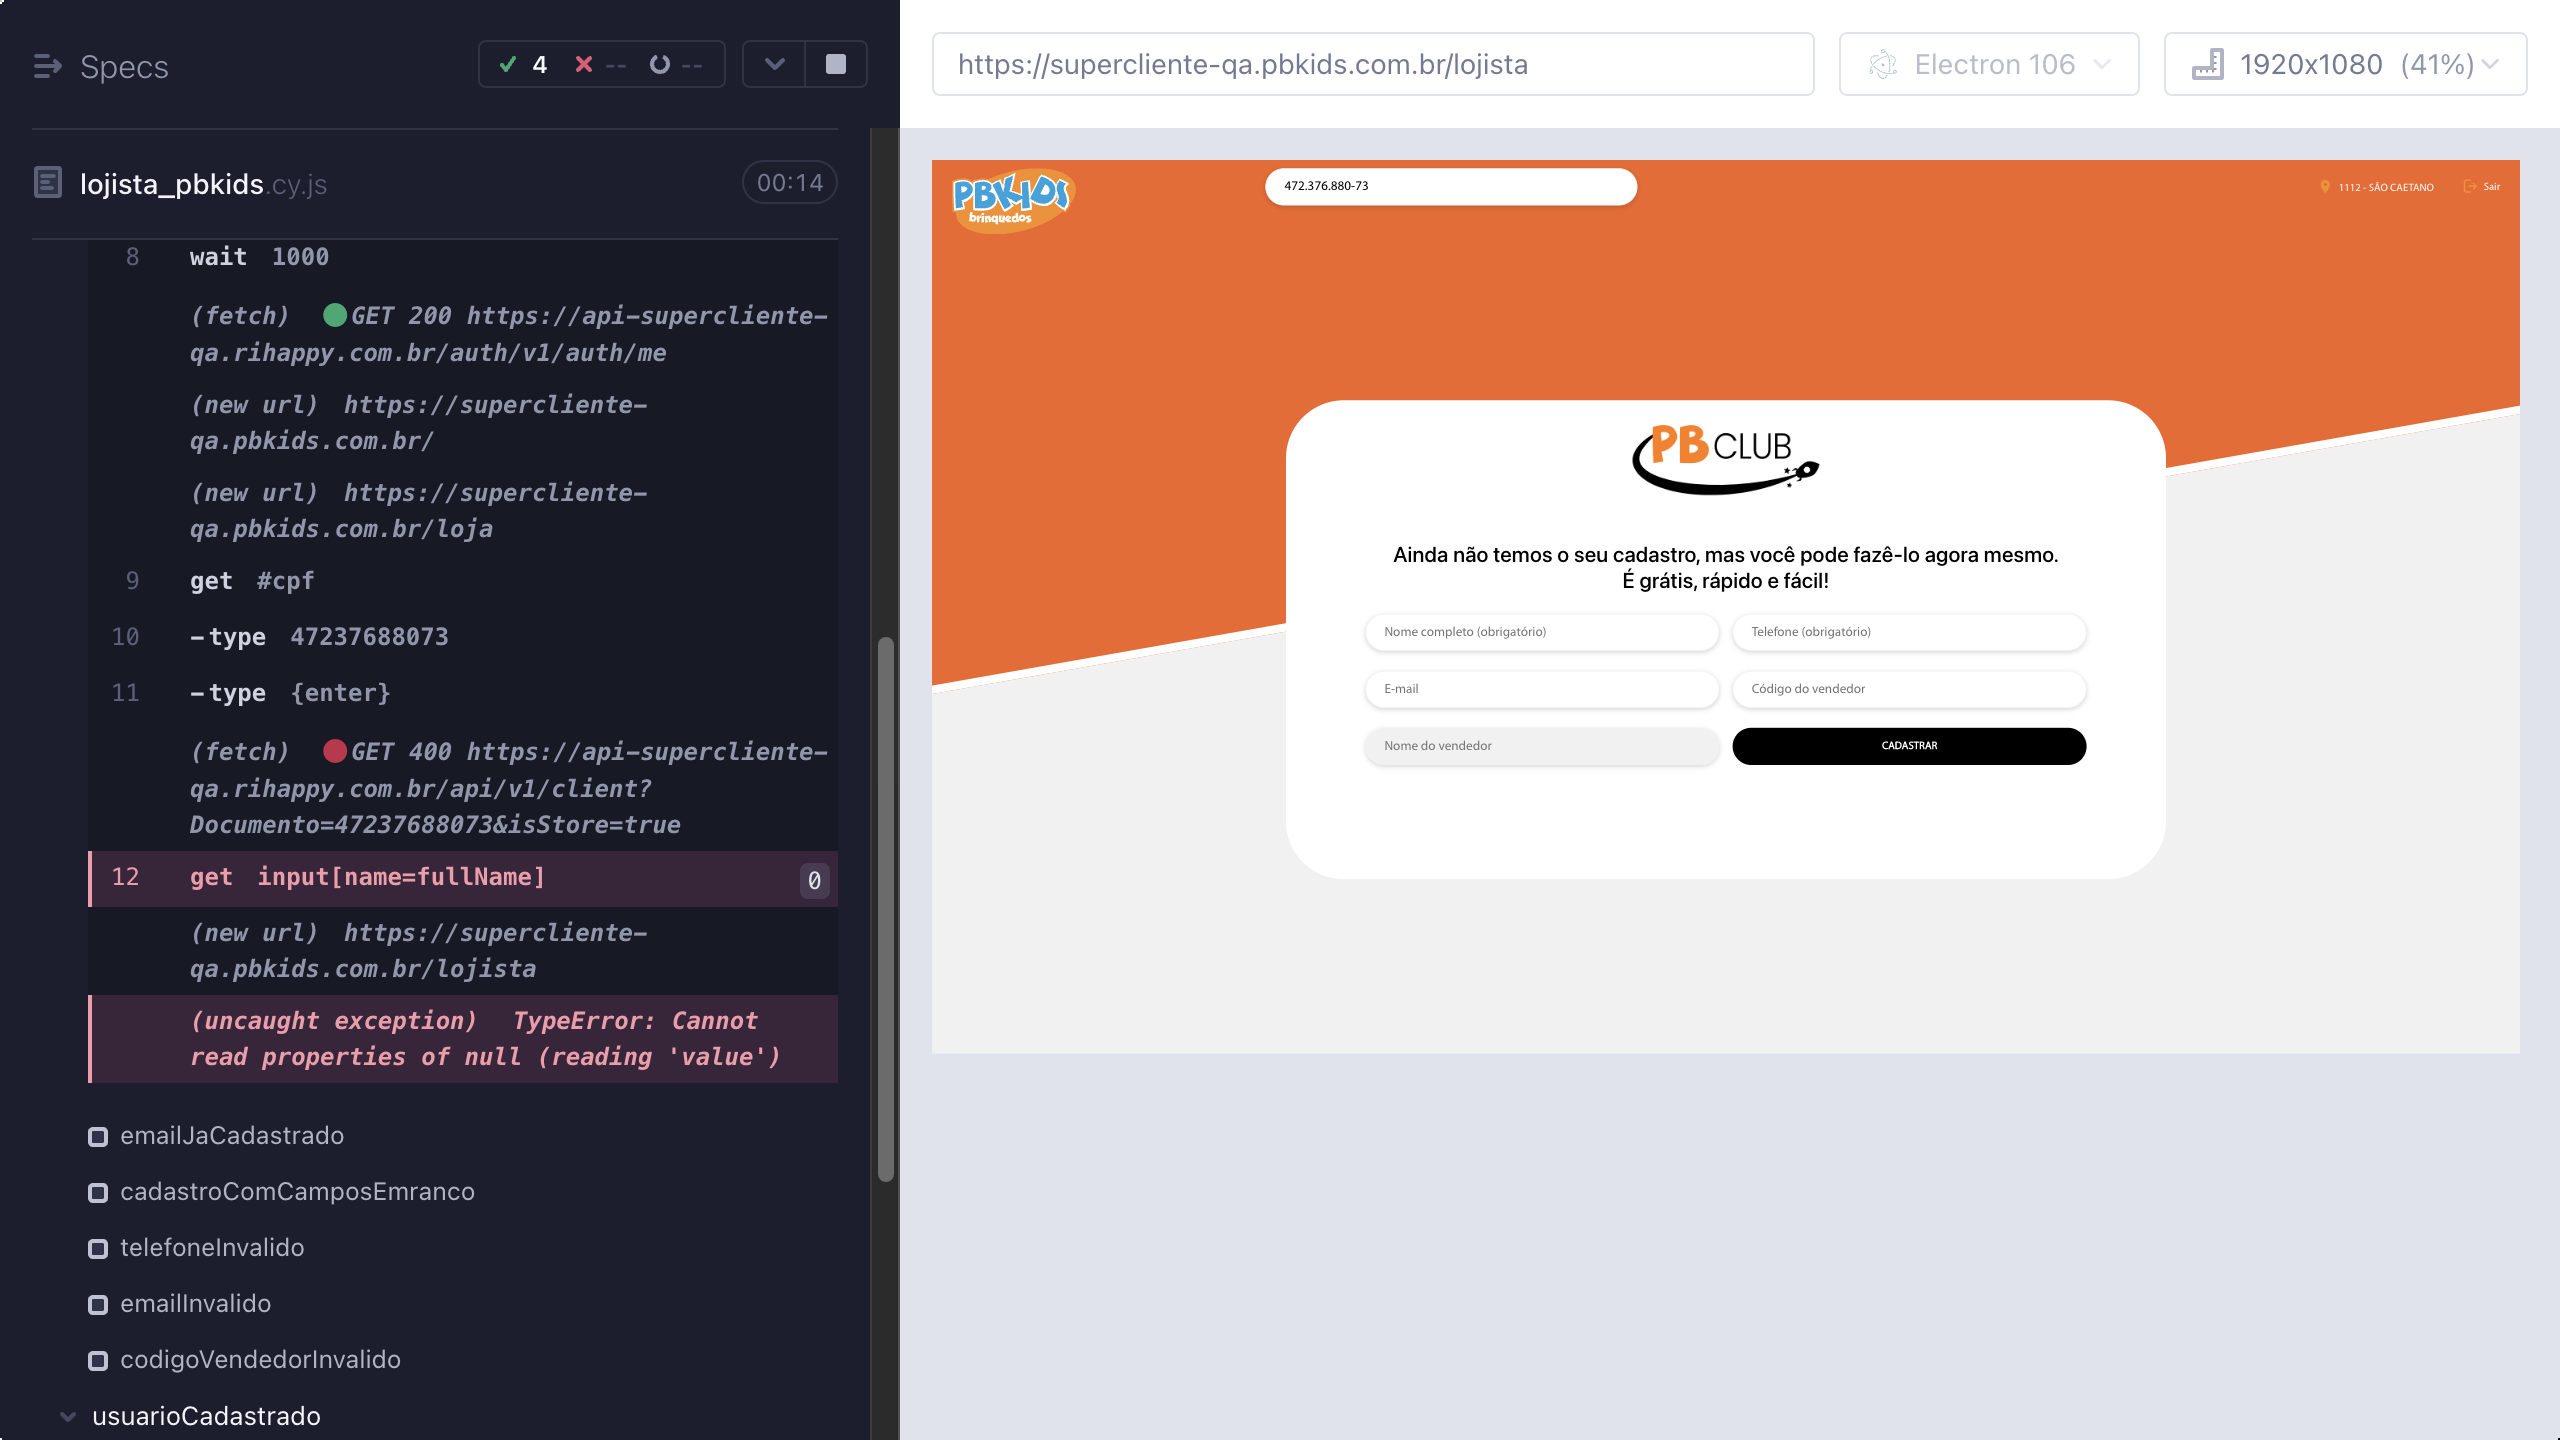 Specs
4 -- --
lojista_pbkids.cy.js 00:14
8 wait 1000
(fetch) GET 200 https://api-supercliente-
qa.rihappy.com.br/auth/v1/auth/me
(new url) https://supercliente-
qa.pbkids.com.br/
(new url) https://supercliente-
qa.pbkids.com.br/loja
9 get #cpf
10 -type 47237688073
11 -type {enter}
(fetch) GET 400 https://api-supercliente-
qa.rihappy.com.br/api/v1/client?
Documento=47237688073&isStore=true
12 get input[name=fullName] 0
(new url) https://supercliente-
qa.pbkids.com.br/lojista
(uncaught exception) TypeError: Cannot
read properties of null (reading 'value')
emailJaCadastrado
cadastroComCamposEmranco
telefoneInvalido
emailInvalido
codigoVendedorInvalido
usuarioCadastrado
https://supercliente-qa.pbkids.com.br/lojista
Electron 106
1920x1080 (41%)
PBKIDS
brinquedos
472.376.880-73
1112 - SÃO CAETANO
Sair
PB CLUB
Ainda não temos o seu cadastro, mas você pode fazê-lo agora mesmo.
É grátis, rápido e fácil!
Nome completo (obrigatório)
Telefone (obrigatório)
E-mail
Código do vendedor
Nome do vendedor
CADASTRAR